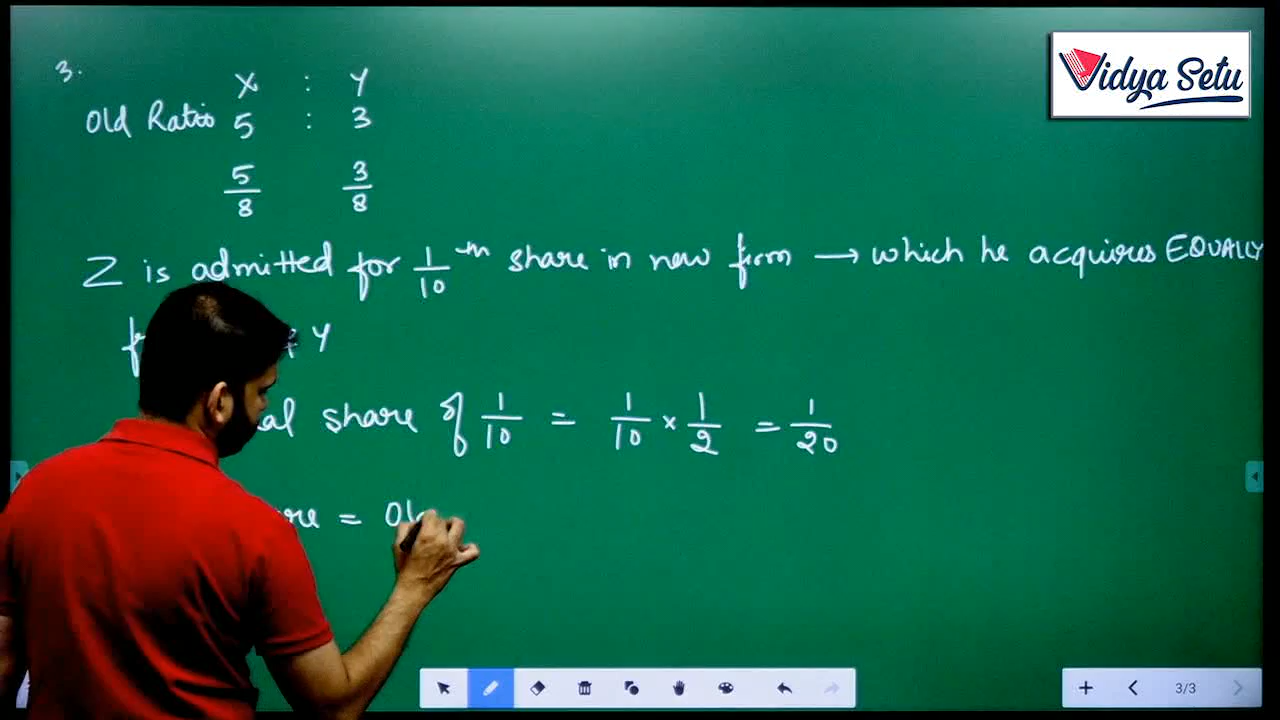 Vidya Setu
3.
X : Y
Old Ratio 5 : 3
5/8 3/8
Z is admitted for 1/10 th share in new firm → which he acquires EQUALLY
Y
share of 1/10 = 1/10 × 1/2 = 1/20
= Ol
3/3